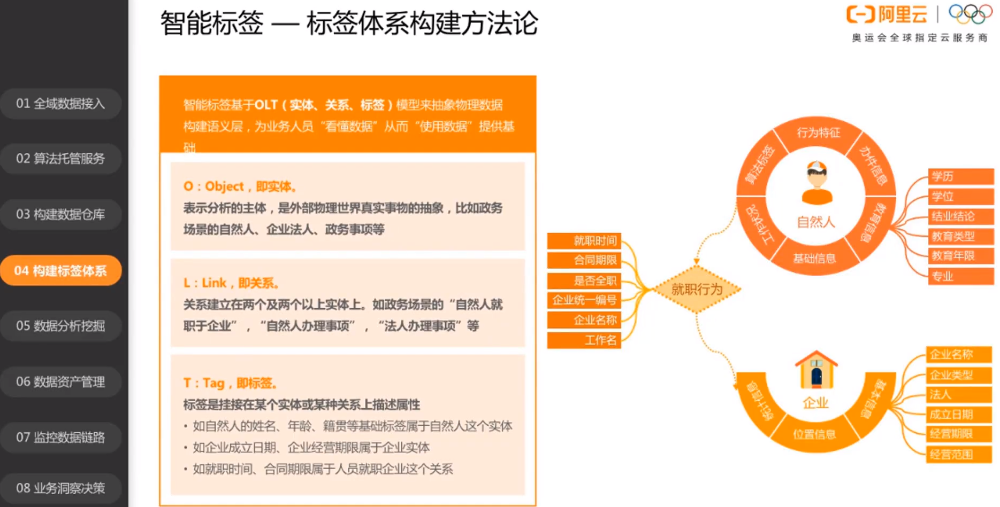 智能标签 — 标签体系构建方法论
阿里云
奥运会全球指定云服务商
01 全域数据接入
02 算法托管服务
03 构建数据仓库
04 构建标签体系
05 数据分析挖掘
06 数据资产管理
07 监控数据链路
08 业务洞察决策
智能标签基于OLT（实体、关系、标签）模型来抽象物理数据
构建语义层，为业务人员“看懂数据”从而“使用数据”提供基
础
O：Object，即实体。
表示分析的主体，是外部物理世界真实事物的抽象，比如政务
场景的自然人、企业法人、政务事项等
L：Link，即关系。
关系建立在两个及两个以上实体上。如政务场景的“自然人就
职于企业”，“自然人办理事项”，“法人办理事项”等
T：Tag，即标签。
标签是挂接在某个实体或某种关系上描述属性
• 如自然人的姓名、年龄、籍贯等基础标签属于自然人这个实体
• 如企业成立日期、企业经营期限属于企业实体
• 如就职时间、合同期限属于人员就职企业这个关系
就职时间
合同期限
是否全职
企业统一编号
企业名称
工作名
就职行为
行为特征
办件信息
教育信息
基础信息
工作状况
算法标签
自然人
学历
学位
结业结论
教育类型
教育年限
专业
企业
统计信息
位置信息
基本信息
企业名称
企业类型
法人
成立日期
经营期限
经营范围